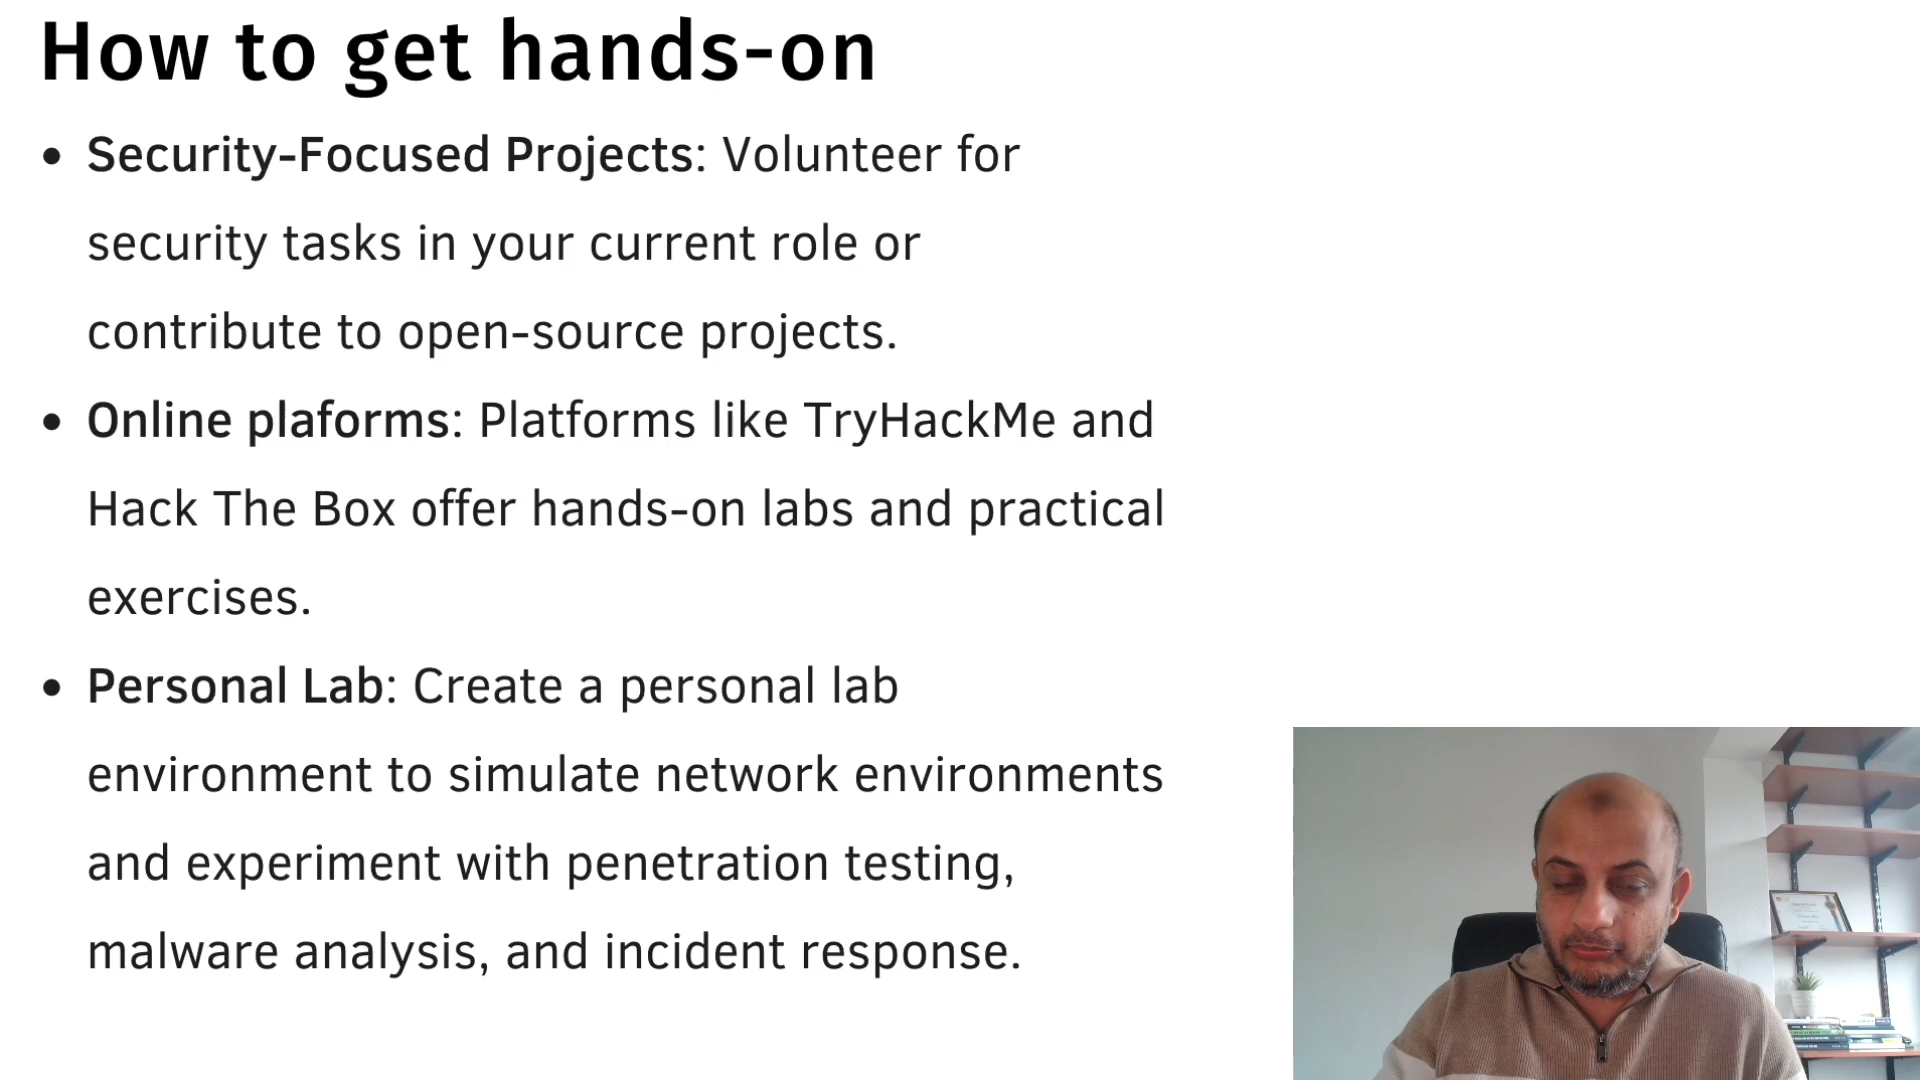 How to get hands-on
• Security-Focused Projects: Volunteer for
security tasks in your current role or
contribute to open-source projects.
• Online plaforms: Platforms like TryHackMe and
Hack The Box offer hands-on labs and practical
exercises.
• Personal Lab: Create a personal lab
environment to simulate network environments
and experiment with penetration testing,
malware analysis, and incident response.